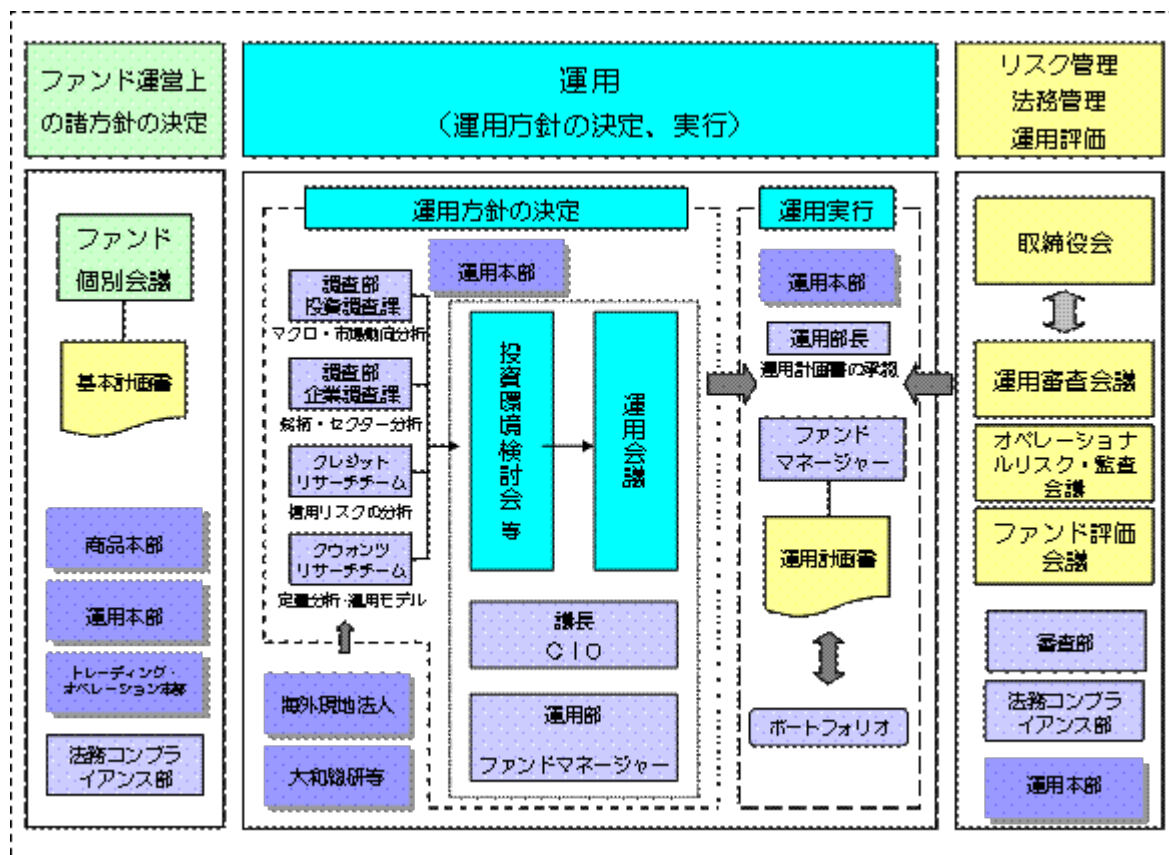 ファンド運営上
の諸方針の決定
運用
（運用方針の決定、実行）
リスク管理
法務管理
運用評価
ファンド
個別会議
基本計画書
商品本部
運用本部
トレーディング・
オペレーション本部
法務コンプラ
イアンス部
運用方針の決定
運用本部
調査部
投資調査課
マクロ・市場動向分析
調査部
企業調査課
銘柄・セクター分析
クレジット
リサーチチーム
信用リスクの分析
クウォンツ
リサーチチーム
定量分析・運用モデル
海外現地法人
大和総研等
投資環境検討会 等
運用会議
議長
ＣＩＯ
運用部
ファンドマネージャー
運用実行
運用本部
運用部長
運用計画書の承認
ファンド
マネージャー
運用計画書
ポートフォリオ
取締役会
運用審査会議
オペレーショナ
ルリスク・監査
会議
ファンド評価
会議
審査部
法務コンプラ
イアンス部
運用本部